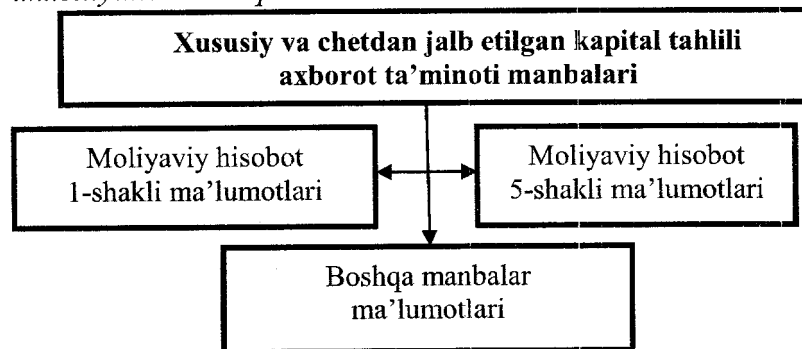 Xususiy va chetdan jalb etilgan kapital tahlili
axborot ta’minoti manbalari
Moliyaviy hisobot
1-shakli ma’lumotlari
Moliyaviy hisobot
5-shakli ma’lumotlari
Boshqa manbalar
ma’lumotlari